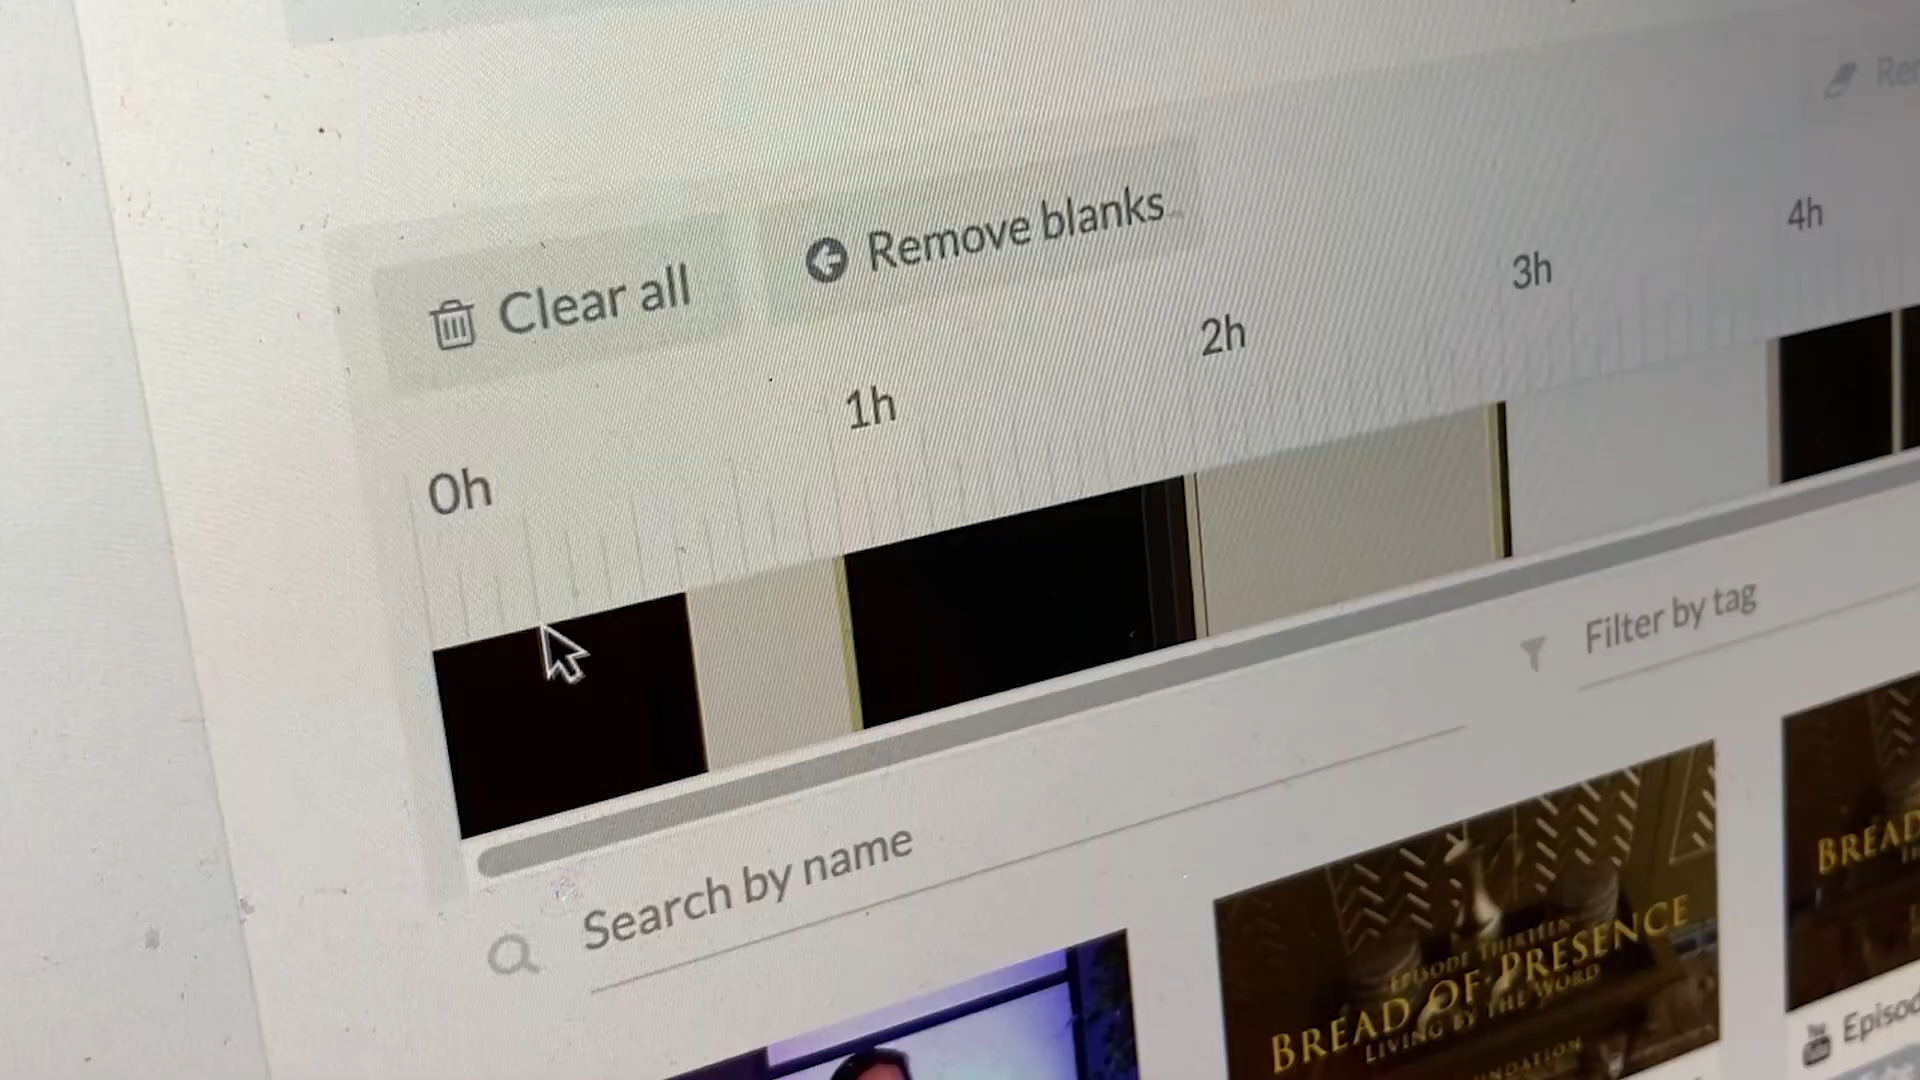 Clear all
Remove blanks
0h
1h
2h
3h
4h
Search by name
Filter by tag
EPISODE THIRTEEN
BREAD OF PRESENCE
LIVING BY THE WORD